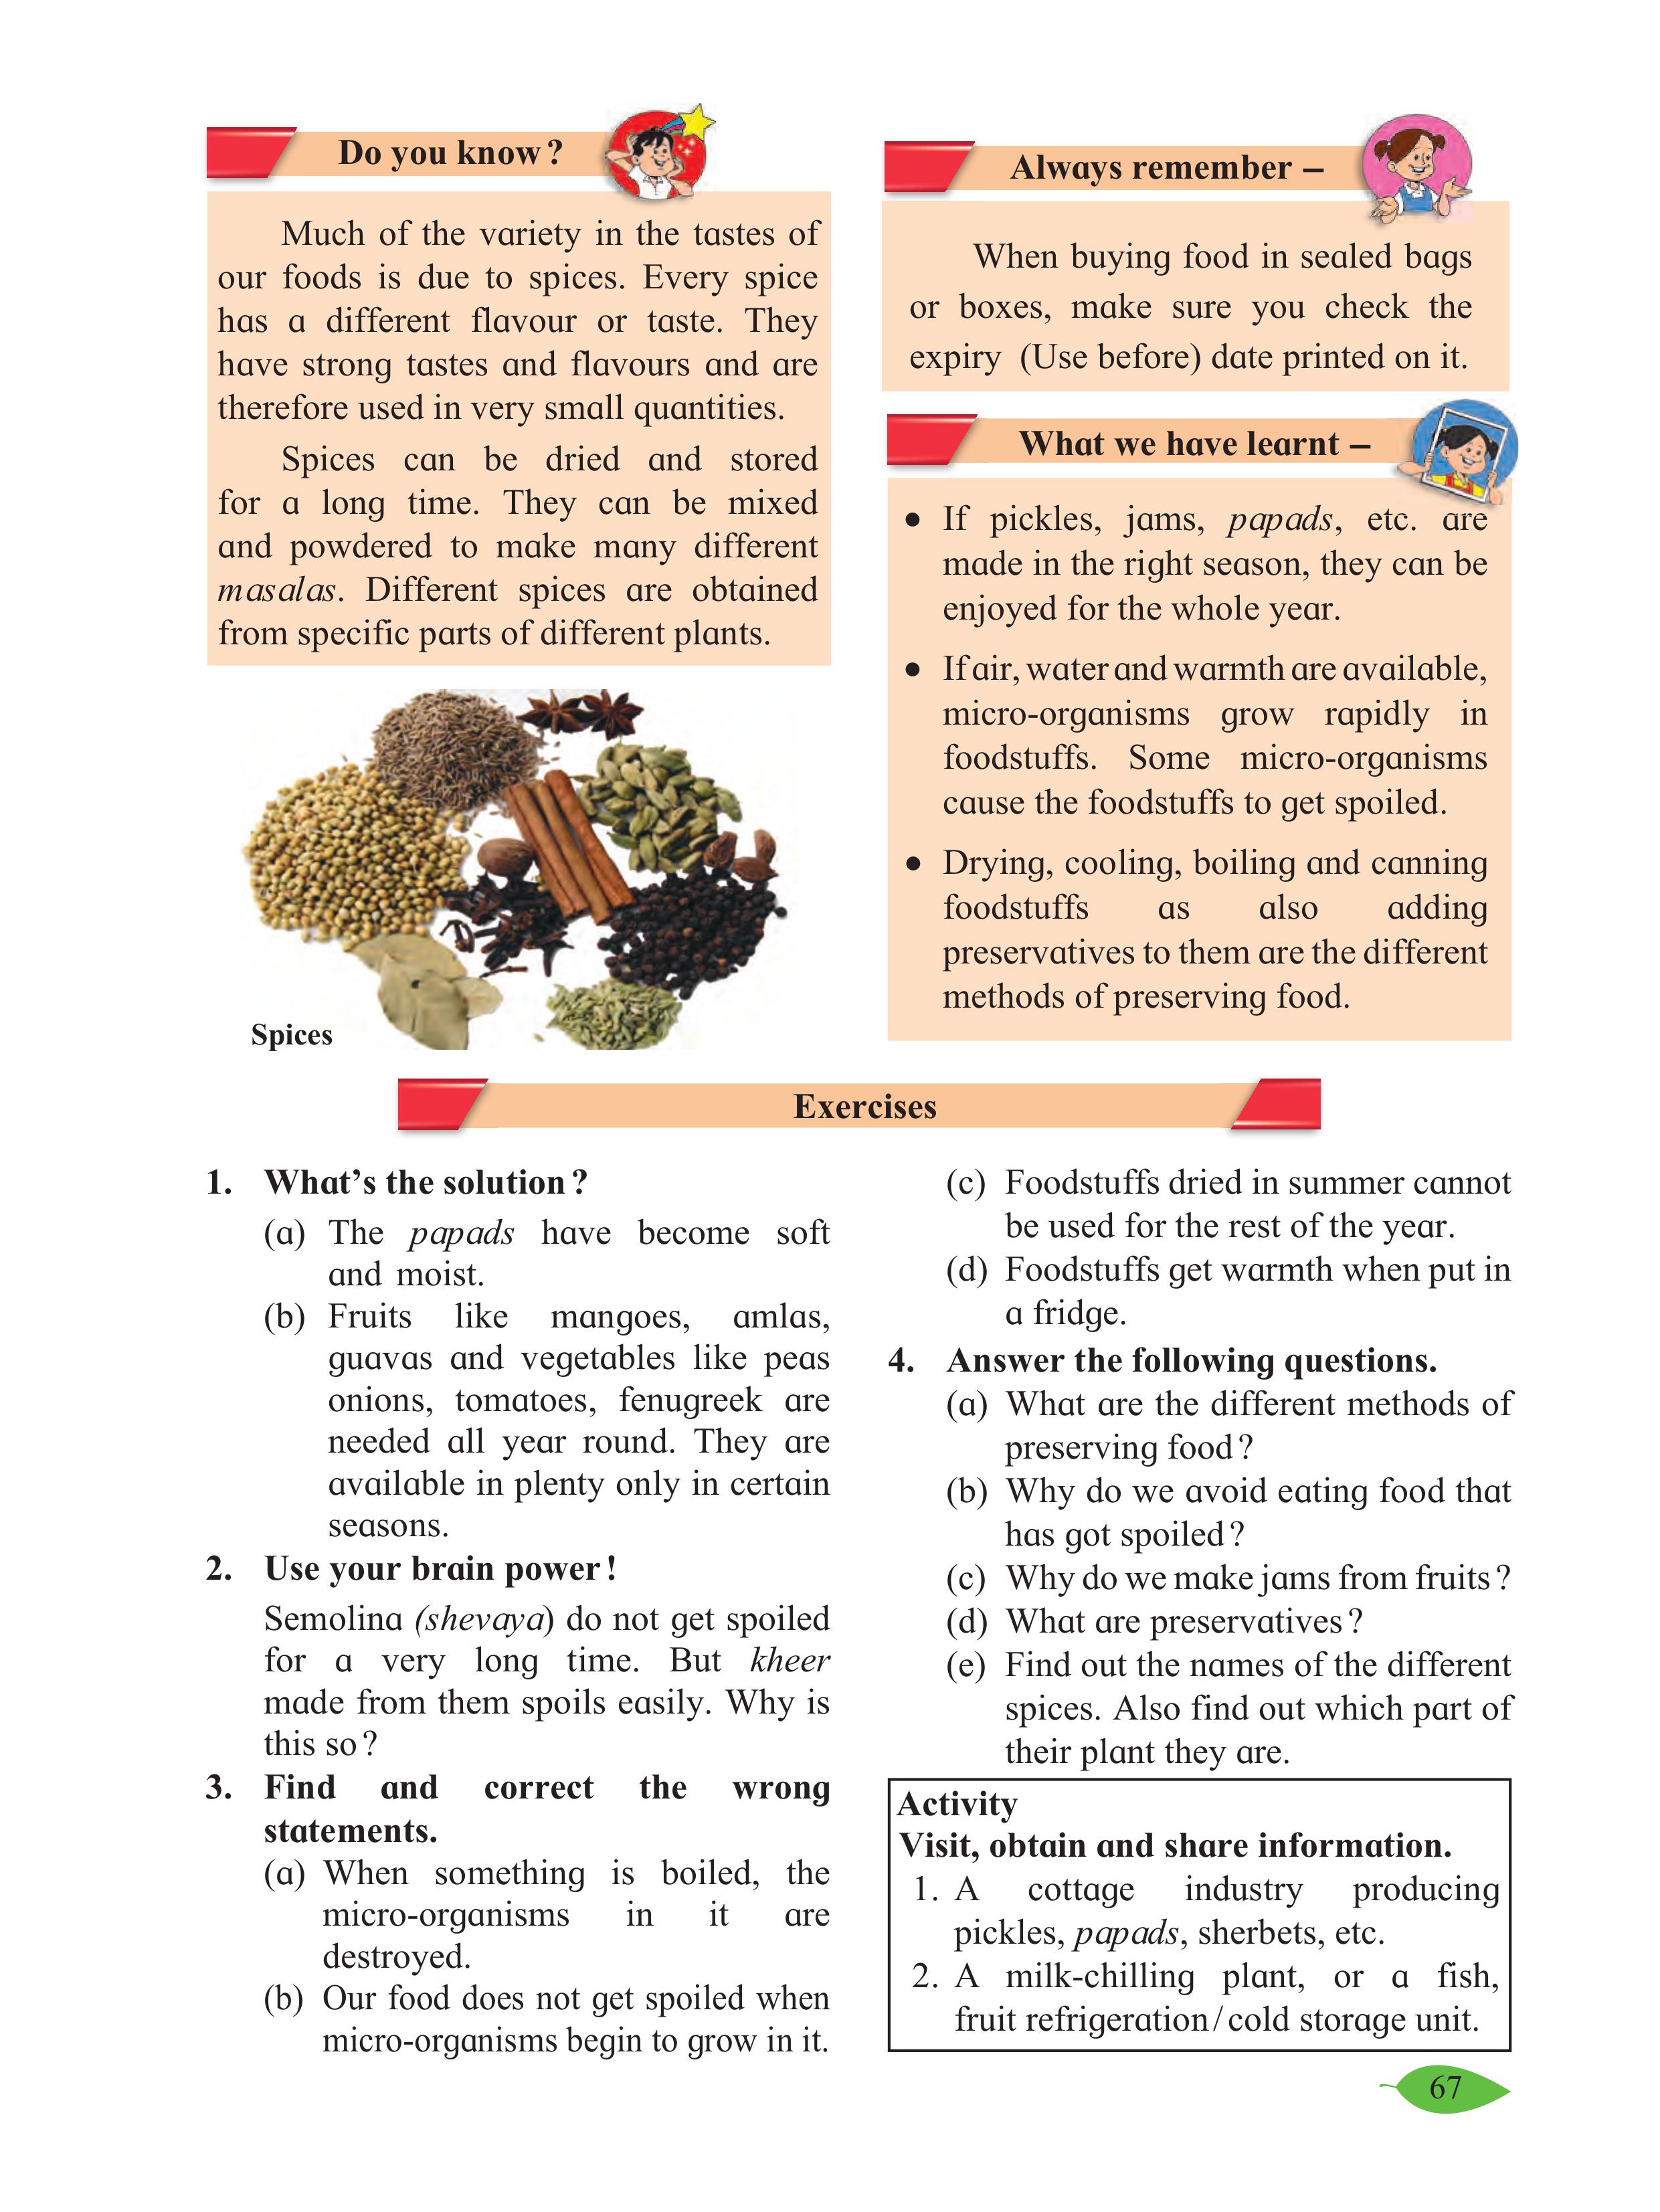 Do you know ?
Much of the variety in the tastes of
our foods is due to spices. Every spice
has a different flavour or taste. They
have strong tastes and flavours and are
therefore used in very small quantities.
Spices can be dried and stored
for a long time. They can be mixed
and powdered to make many different
masalas. Different spices are obtained
from specific parts of different plants.
Spices
Always remember –
When buying food in sealed bags
or boxes, make sure you check the
expiry (Use before) date printed on it.
What we have learnt –
• If pickles, jams, papads, etc. are
made in the right season, they can be
enjoyed for the whole year.
• If air, water and warmth are available,
micro-organisms grow rapidly in
foodstuffs. Some micro-organisms
cause the foodstuffs to get spoiled.
• Drying, cooling, boiling and canning
foodstuffs as also adding
preservatives to them are the different
methods of preserving food.
Exercises
1. What’s the solution ?
(a) The papads have become soft
and moist.
(b) Fruits like mangoes, amlas,
guavas and vegetables like peas
onions, tomatoes, fenugreek are
needed all year round. They are
available in plenty only in certain
seasons.
2. Use your brain power !
Semolina (shevaya) do not get spoiled
for a very long time. But kheer
made from them spoils easily. Why is
this so ?
3. Find and correct the wrong
statements.
(a) When something is boiled, the
micro-organisms in it are
destroyed.
(b) Our food does not get spoiled when
micro-organisms begin to grow in it.
(c) Foodstuffs dried in summer cannot
be used for the rest of the year.
(d) Foodstuffs get warmth when put in
a fridge.
4. Answer the following questions.
(a) What are the different methods of
preserving food ?
(b) Why do we avoid eating food that
has got spoiled ?
(c) Why do we make jams from fruits ?
(d) What are preservatives ?
(e) Find out the names of the different
spices. Also find out which part of
their plant they are.
Activity
Visit, obtain and share information.
1. A cottage industry producing
pickles, papads, sherbets, etc.
2. A milk-chilling plant, or a fish,
fruit refrigeration / cold storage unit.
67